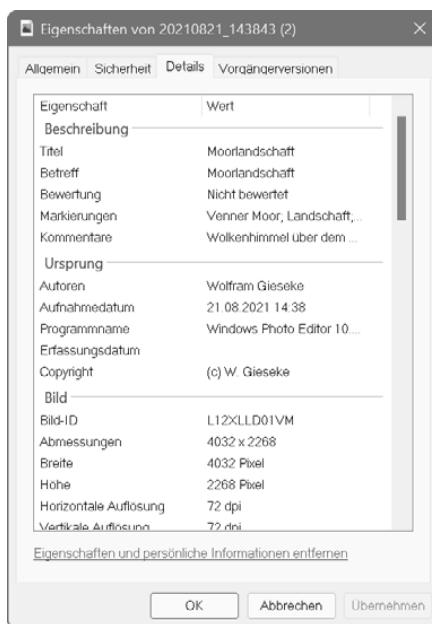 Eigenschaften von 20210821_143843 (2)
Allgemein Sicherheit Details Vorgängerversionen
Eigenschaft Wert
Beschreibung
Titel Moorlandschaft
Betreff Moorlandschaft
Bewertung Nicht bewertet
Markierungen Venner Moor; Landschaft;...
Kommentare Wolkenhimmel über dem ...
Ursprung
Autoren Wolfram Gieseke
Aufnahmedatum 21.08.2021 14:38
Programmname Windows Photo Editor 10....
Erfassungsdatum
Copyright (c) W. Gieseke
Bild
Bild-ID L12XLLD01VM
Abmessungen 4032 x 2268
Breite 4032 Pixel
Höhe 2268 Pixel
Horizontale Auflösung 72 dpi
Vertikale Auflösung 72 dpi
Eigenschaften und persönliche Informationen entfernen
OK Abbrechen Übernehmen